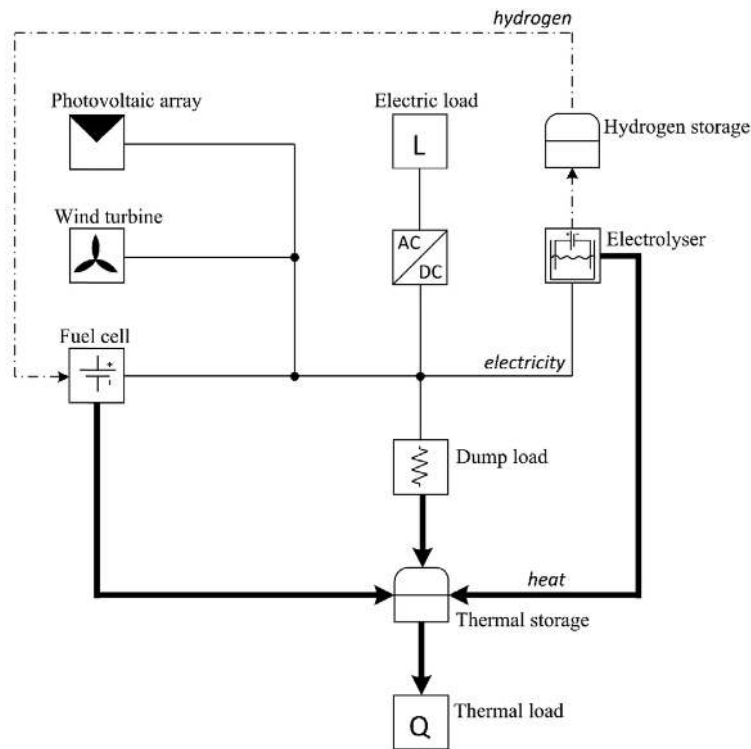 hydrogen
Photovoltaic array
Electric load
L
Hydrogen storage
Wind turbine
AC
DC
Electrolyser
Fuel cell
electricity
Dump load
heat
Thermal storage
Q
Thermal load